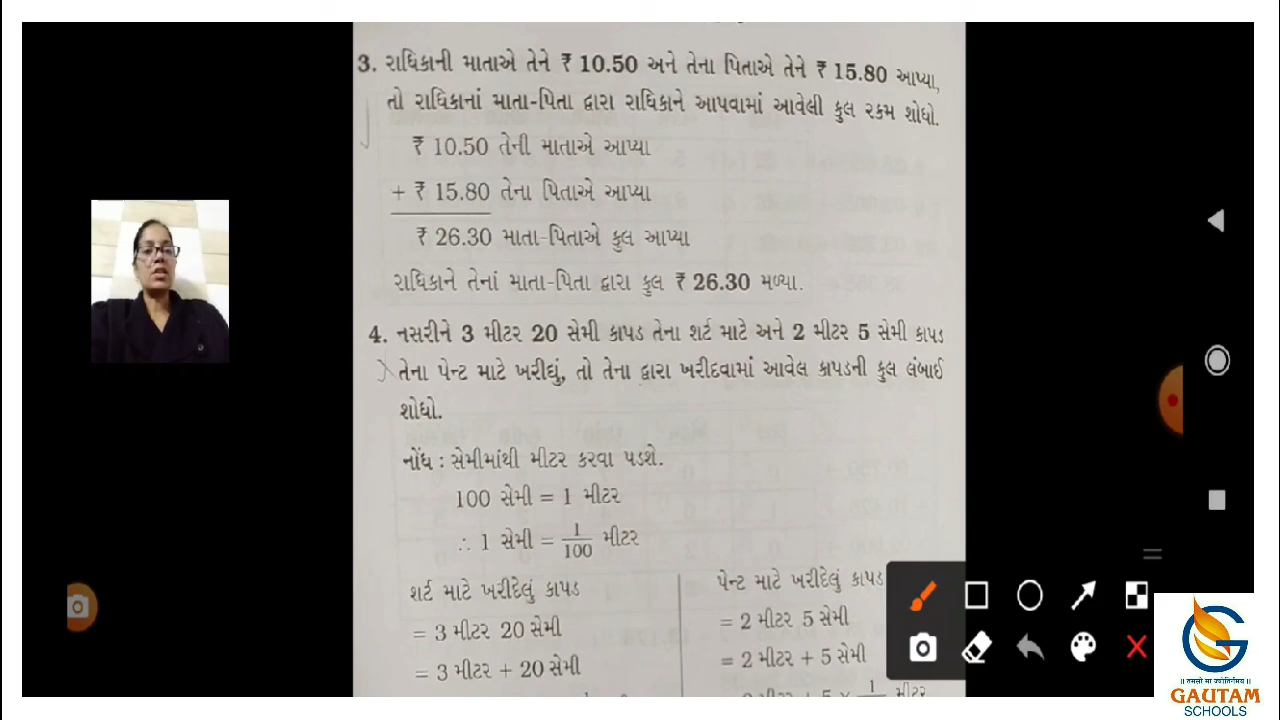 3. રાધિકાની માતાએ તેને ₹ 10.50 અને તેના પિતાએ તેને ₹ 15.80 આપ્યા,
તો રાધિકાનાં માતા-પિતા દ્વારા રાધિકાને આપવામાં આવેલી કુલ રકમ શોધો.
₹ 10.50 તેની માતાએ આપ્યા
+ ₹ 15.80 તેના પિતાએ આપ્યા
₹ 26.30 માતા-પિતાએ કુલ આપ્યા
રાધિકાને તેનાં માતા-પિતા દ્વારા કુલ ₹ 26.30 મળ્યા.
4. નસરીને 3 મીટર 20 સેમી કાપડ તેના શર્ટ માટે અને 2 મીટર 5 સેમી કાપડ
તેના પેન્ટ માટે ખરીદ્યું, તો તેના દ્વારા ખરીદવામાં આવેલ કાપડની કુલ લંબાઈ
શોધો.
નોંધ : સેમીમાંથી મીટર કરવા પડશે.
100 સેમી = 1 મીટર
∴ 1 સેમી = 1/100 મીટર
શર્ટ માટે ખરીદેલું કાપડ
= 3 મીટર 20 સેમી
= 3 મીટર + 20 સેમી
પેન્ટ માટે ખરીદેલું કાપડ
= 2 મીટર 5 સેમી
= 2 મીટર + 5 સેમી
॥ तमसो मा ज्योतिर्गमय ॥
GAUTAM
SCHOOLS